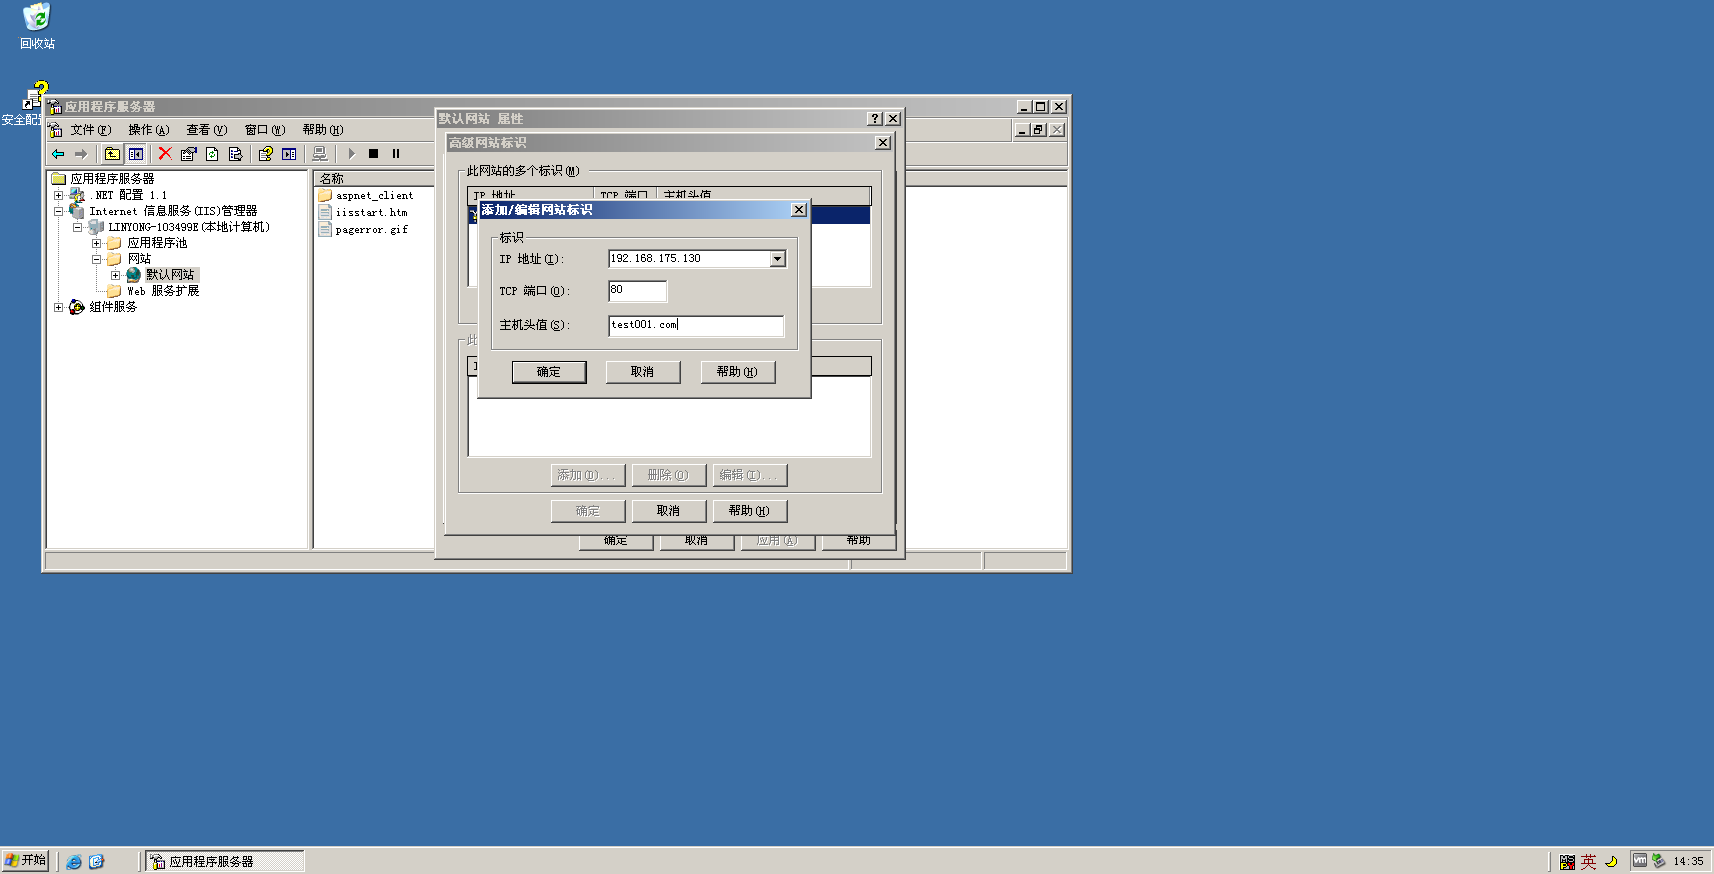 回收站
安全配
应用程序服务器
文件(F) 操作(A) 查看(V) 窗口(W) 帮助(H)
应用程序服务器
.NET 配置 1.1
Internet 信息服务(IIS)管理器
LINYONG-103499E(本地计算机)
应用程序池
网站
默认网站
Web 服务扩展
组件服务
名称
aspnet_client
iisstart.htm
pagerror.gif
默认网站 属性
高级网站标识
此网站的多个标识(M)
IP 地址 TCP 端口 主机头值
添加/编辑网站标识
标识
IP 地址(I): 192.168.175.130
TCP 端口(O): 80
主机头值(S): test001.com
确定 取消 帮助(H)
此
添加(D)... 删除(O) 编辑(I)...
确定 取消 帮助(H)
确定 取消 应用(A) 帮助
开始 应用程序服务器 英 14:35